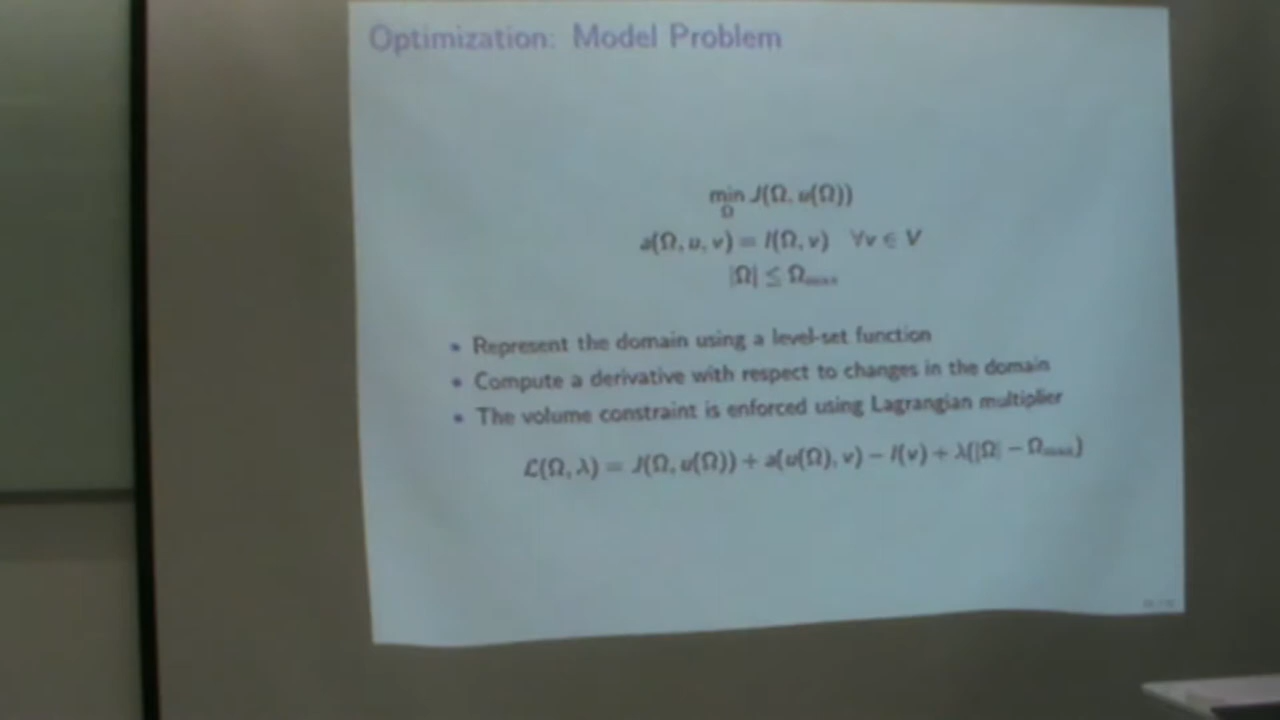 Optimization: Model Problem
min J(Ω, u(Ω))
Ω
a(Ω, u, v) = l(Ω, v) ∀v ∈ V
|Ω| ≤ Ωmax
• Represent the domain using a level-set function
• Compute a derivative with respect to changes in the domain
• The volume constraint is enforced using Lagrangian multiplier
ℒ(Ω, λ) = J(Ω, u(Ω)) + a(u(Ω), v) − l(v) + λ(|Ω| − Ωmax)